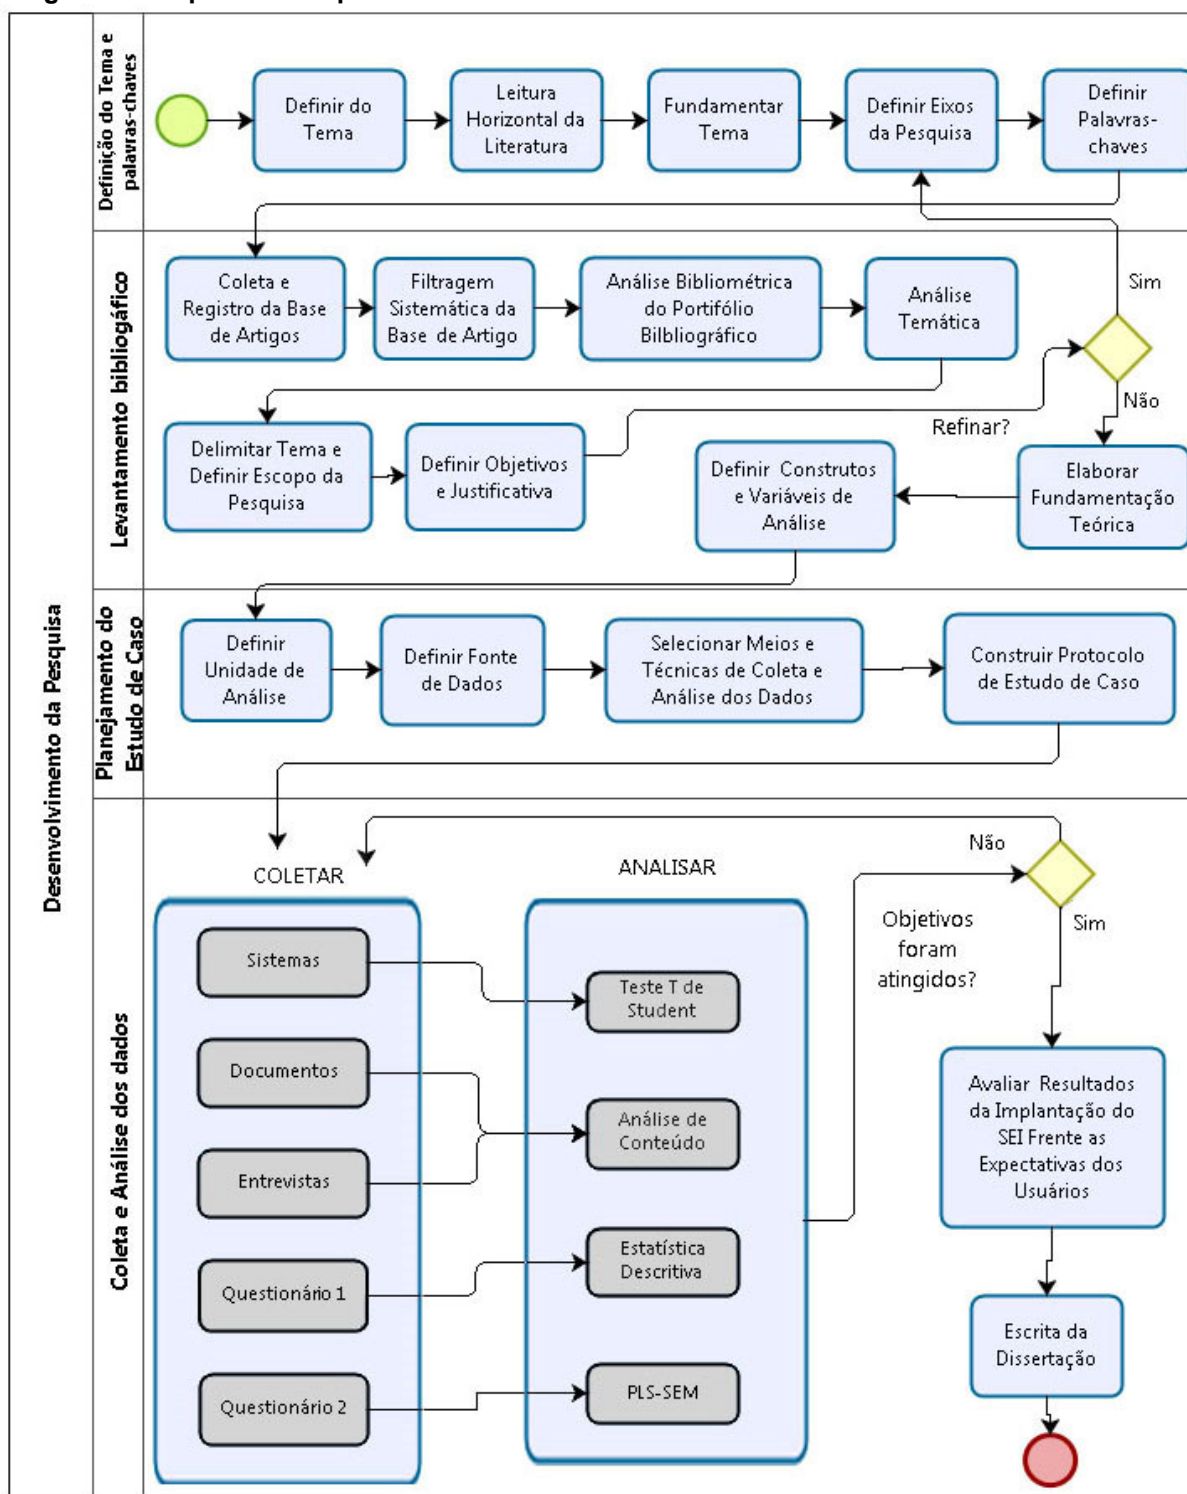 Desenvolvimento da Pesquisa
Definição do Tema e
palavras-chaves
Definir do
Tema
Leitura
Horizontal da
Literatura
Fundamentar
Tema
Definir Eixos
da Pesquisa
Definir
Palavras-
chaves
Levantamento bibliogáfico
Coleta e
Registro da Base
de Artigos
Filtragem
Sistemática da
Base de Artigo
Análise Bibliométrica
do Portifólio
Bilbliográfico
Análise
Temática
Sim
Não
Refinar?
Delimitar Tema e
Definir Escopo da
Pesquisa
Definir Objetivos
e Justificativa
Definir Construtos
e Variáveis de
Análise
Elaborar
Fundamentação
Teórica
Planejamento do
Estudo de Caso
Definir
Unidade de
Análise
Definir Fonte
de Dados
Selecionar Meios e
Técnicas de Coleta e
Análise dos Dados
Construir Protocolo
de Estudo de Caso
Coleta e Análise dos dados
COLETAR
Sistemas
Documentos
Entrevistas
Questionário 1
Questionário 2
ANALISAR
Teste T de
Student
Análise de
Conteúdo
Estatística
Descritiva
PLS-SEM
Não
Sim
Objetivos
foram
atingidos?
Avaliar Resultados
da Implantação do
SEI Frente as
Expectativas dos
Usuários
Escrita da
Dissertação